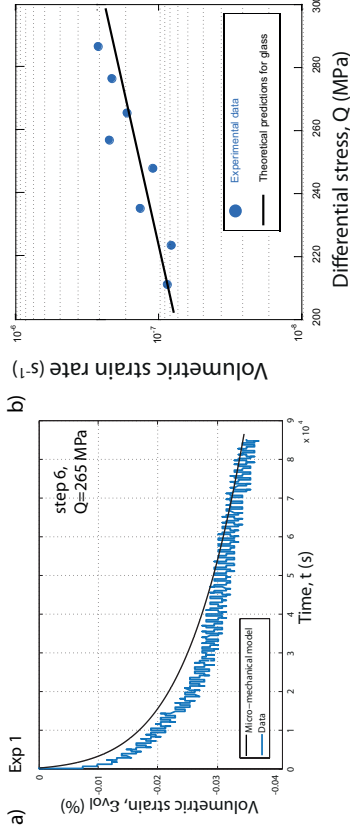 a)
Exp 1
step 6,
Q=265 MPa
0
-0.01
-0.02
-0.03
-0.04
Volumetric strain, εvol (%)
0
1
2
3
4
5
6
7
8
9
x 10⁴
Time, t (s)
Micro-mechanical model
Data
b)
10⁻⁶
10⁻⁷
10⁻⁸
Volumetric strain rate (s⁻¹)
200
220
240
260
280
300
Differential stress, Q (MPa)
Experimental data
Theoretical predictions for glass